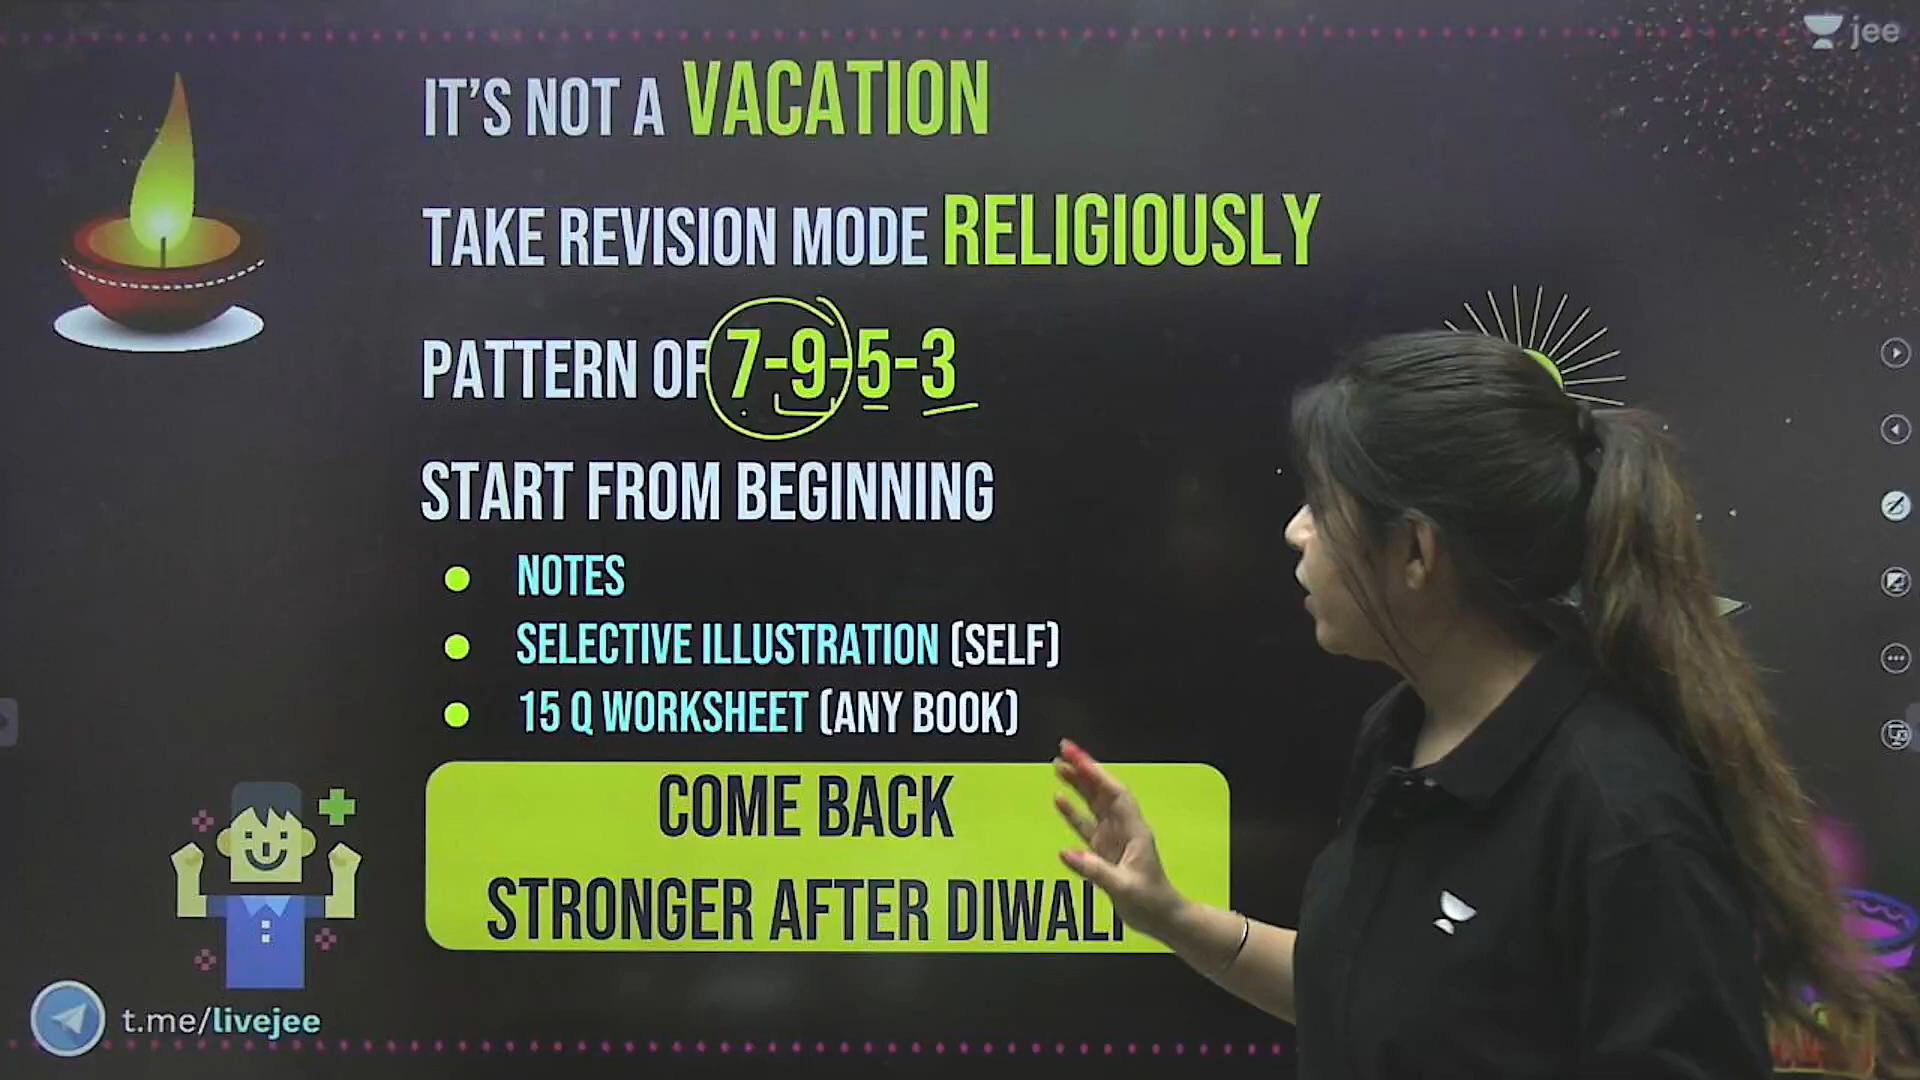 jee
IT'S NOT A VACATION
TAKE REVISION MODE RELIGIOUSLY
PATTERN OF 7-9-5-3
START FROM BEGINNING
NOTES
SELECTIVE ILLUSTRATION (SELF)
15 Q WORKSHEET (ANY BOOK)
COME BACK
STRONGER AFTER DIWALI
t.me/livejee